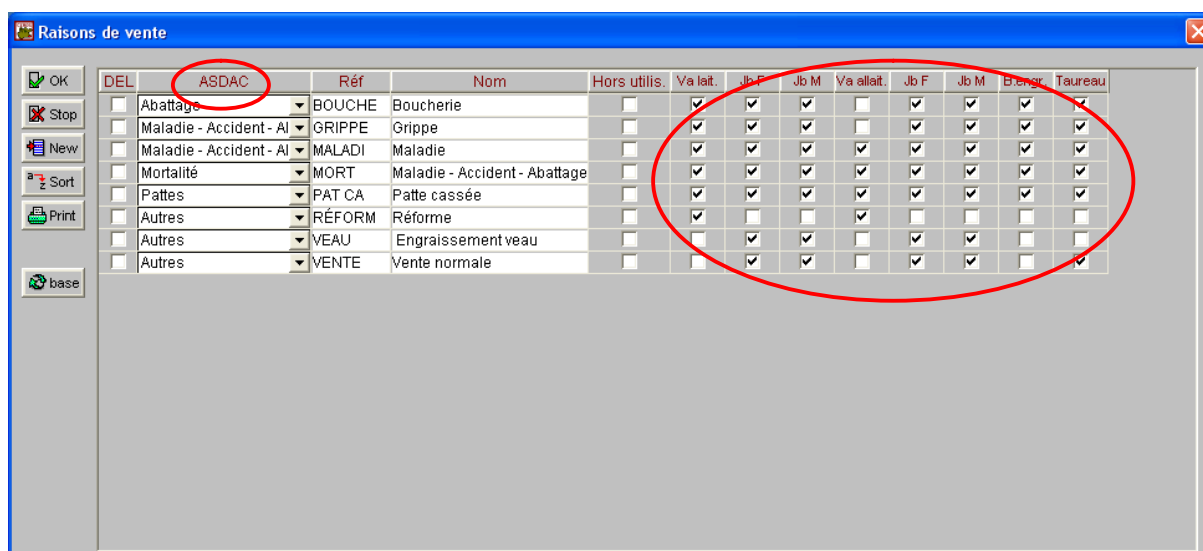 Raisons de vente
OK
Stop
New
Sort
Print
base
DEL ASDAC Réf Nom Hors utilis. Va lait. Jb F Jb M Va allait. Jb F Jb M B.engr. Taureau
Abattage BOUCHE Boucherie
Maladie - Accident - Al GRIPPE Grippe
Maladie - Accident - Al MALADI Maladie
Mortalité MORT Maladie - Accident - Abattage
Pattes PAT CA Patte cassée
Autres RÉFORM Réforme
Autres VEAU Engraissement veau
Autres VENTE Vente normale